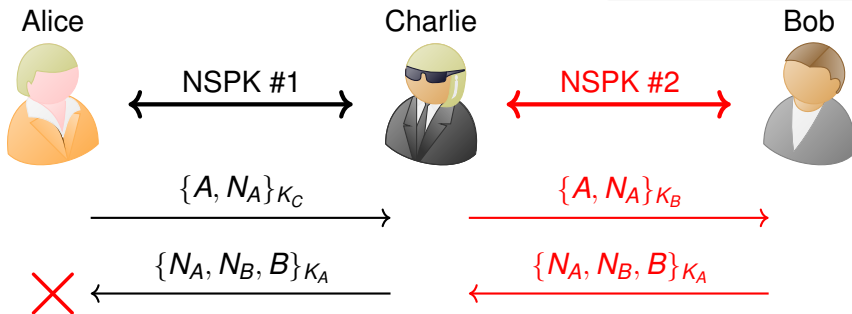 Alice Charlie Bob
NSPK #1 NSPK #2
{A, N_A}_{K_C} {A, N_A}_{K_B}
{N_A, N_B, B}_{K_A} {N_A, N_B, B}_{K_A}